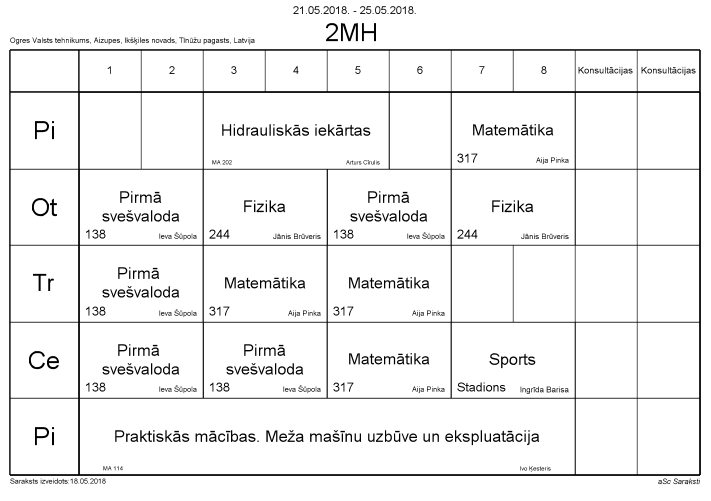 21.05.2018. - 25.05.2018.
Ogres Valsts tehnikums, Aizupes, Ikšķiles novads, Tīnūžu pagasts, Latvija
2MH
1 2 3 4 5 6 7 8 Konsultācijas Konsultācijas
Pi
Hidrauliskās iekārtas
MA 202 Arturs Cīrulis
Matemātika
317 Aija Pinka
Ot
Pirmā
svešvaloda
138 Ieva Šūpola
Fizika
244 Jānis Brūveris
Pirmā
svešvaloda
138 Ieva Šūpola
Fizika
244 Jānis Brūveris
Tr
Pirmā
svešvaloda
138 Ieva Šūpola
Matemātika
317 Aija Pinka
Matemātika
317 Aija Pinka
Ce
Pirmā
svešvaloda
138 Ieva Šūpola
Pirmā
svešvaloda
138 Ieva Šūpola
Matemātika
317 Aija Pinka
Sports
Stadions Ingrīda Barisa
Pi
Praktiskās mācības. Meža mašīnu uzbūve un ekspluatācija
MA 114 Ivo Ķesteris
Saraksts izveidots:18.05.2018 aSc Saraksti